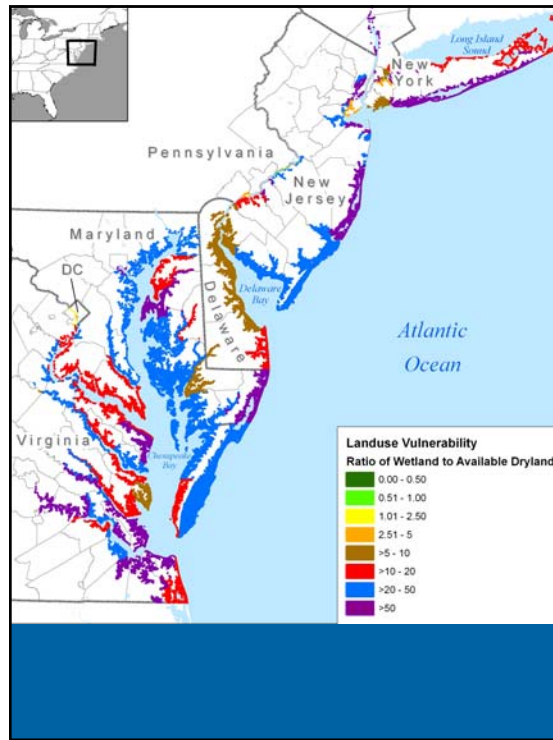 Long Island
Sound
New
York
Pennsylvania
New
Jersey
Maryland
DC
Delaware
Bay
Delaware
Atlantic
Ocean
Virginia
Chesapeake
Bay
Landuse Vulnerability
Ratio of Wetland to Available Dryland
0.00 - 0.50
0.51 - 1.00
1.01 - 2.50
2.51 - 5
>5 - 10
>10 - 20
>20 - 50
>50